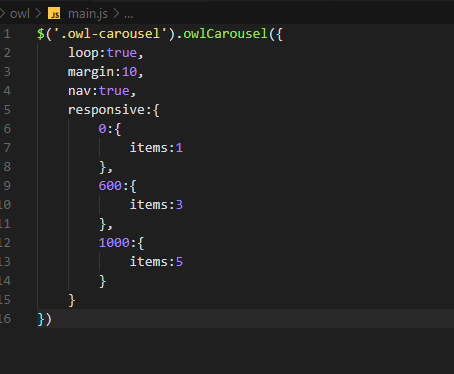 owl > JS main.js > ...
1 $('.owl-carousel').owlCarousel({
2 loop:true,
3 margin:10,
4 nav:true,
5 responsive:{
6 0:{
7 items:1
8 },
9 600:{
10 items:3
11 },
12 1000:{
13 items:5
14 }
15 }
16 })